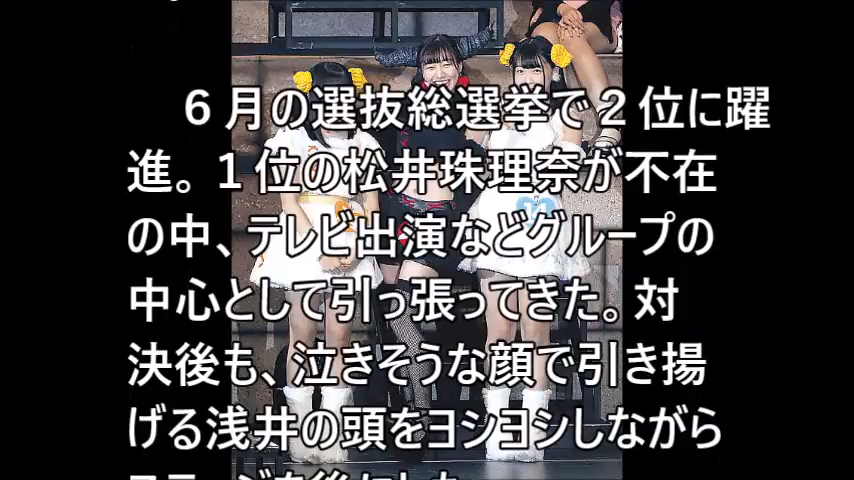 ６月の選抜総選挙で２位に躍
進。１位の松井珠理奈が不在
の中、テレビ出演などグループの
中心として引っ張ってきた。対
決後も、泣きそうな顔で引き揚
げる浅井の頭をヨシヨシしながら